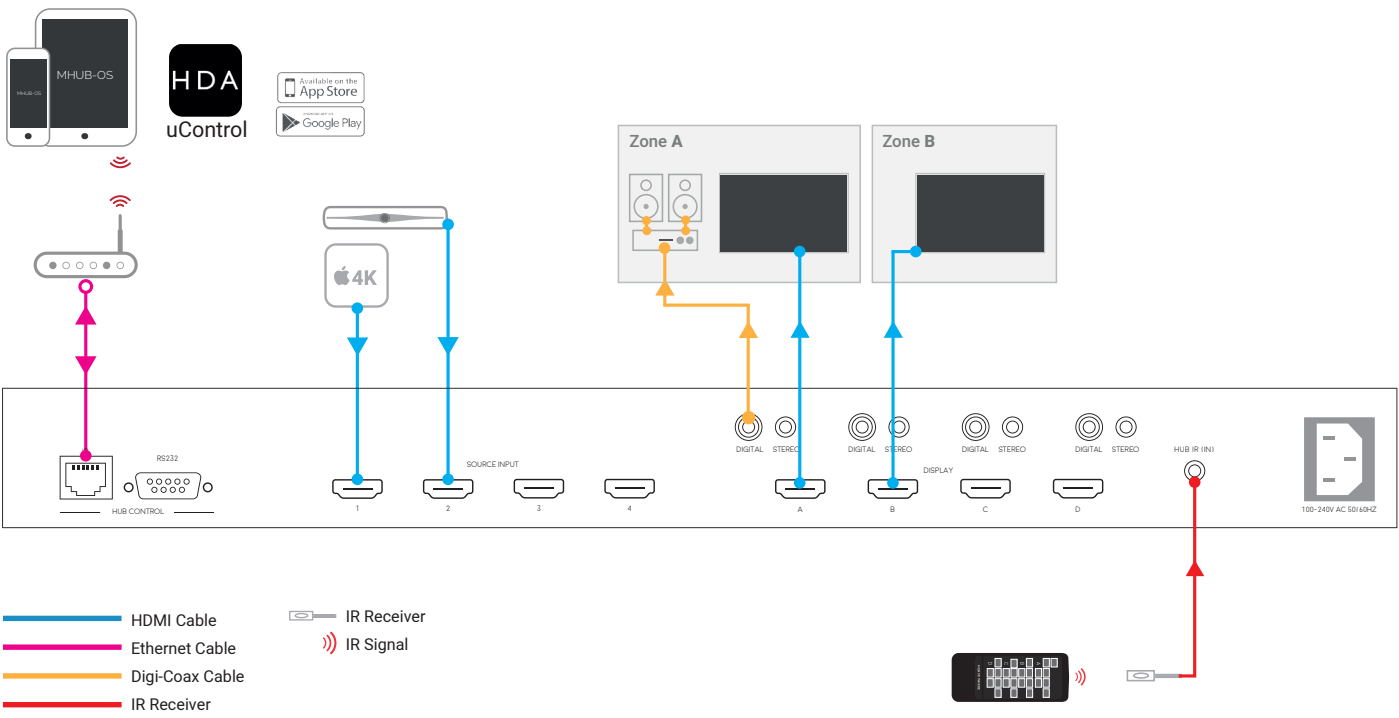 MHUB-OS
MHUB-OS
HDA
uControl
Available on the
App Store
Google Play
4K
Zone A
Zone B
RS232
HUB CONTROL
SOURCE INPUT
1
2
3
4
DIGITAL STEREO
DIGITAL STEREO
DIGITAL STEREO
DIGITAL STEREO
DISPLAY
A
B
C
D
HUB IR (IN)
100-240V AC 50/60HZ
HDMI Cable
Ethernet Cable
Digi-Coax Cable
IR Receiver
IR Receiver
IR Signal